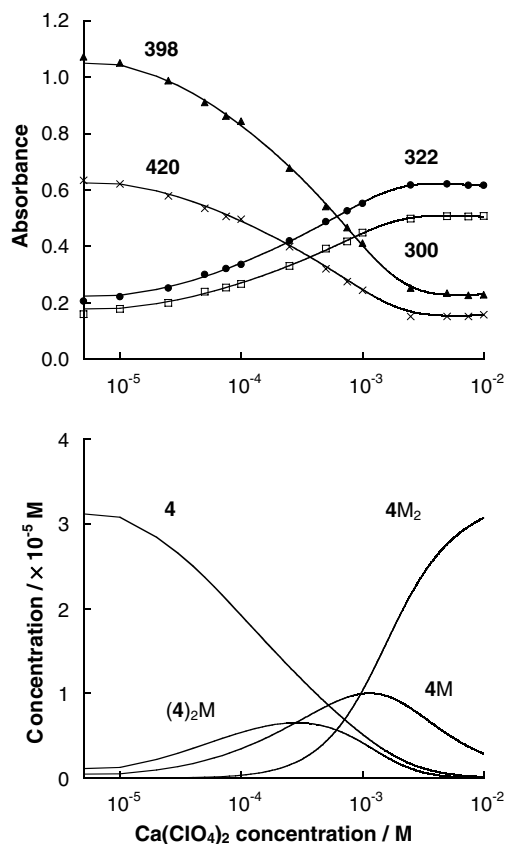 1.2
398
1.0
0.8
420
322
0.6
0.4
300
0.2
0.0
Absorbance
10-5 10-4 10-3 10-2
4
4 4M2
3
2
(4)2M 4M
1
0
Concentration / × 10-5 M
10-5 10-4 10-3 10-2
Ca(ClO4)2 concentration / M